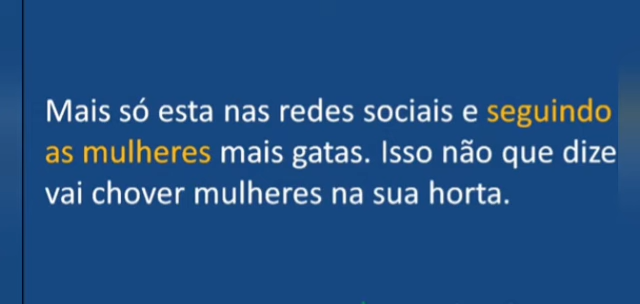 Mais só esta nas redes sociais e seguindo
as mulheres mais gatas. Isso não que dize
vai chover mulheres na sua horta.